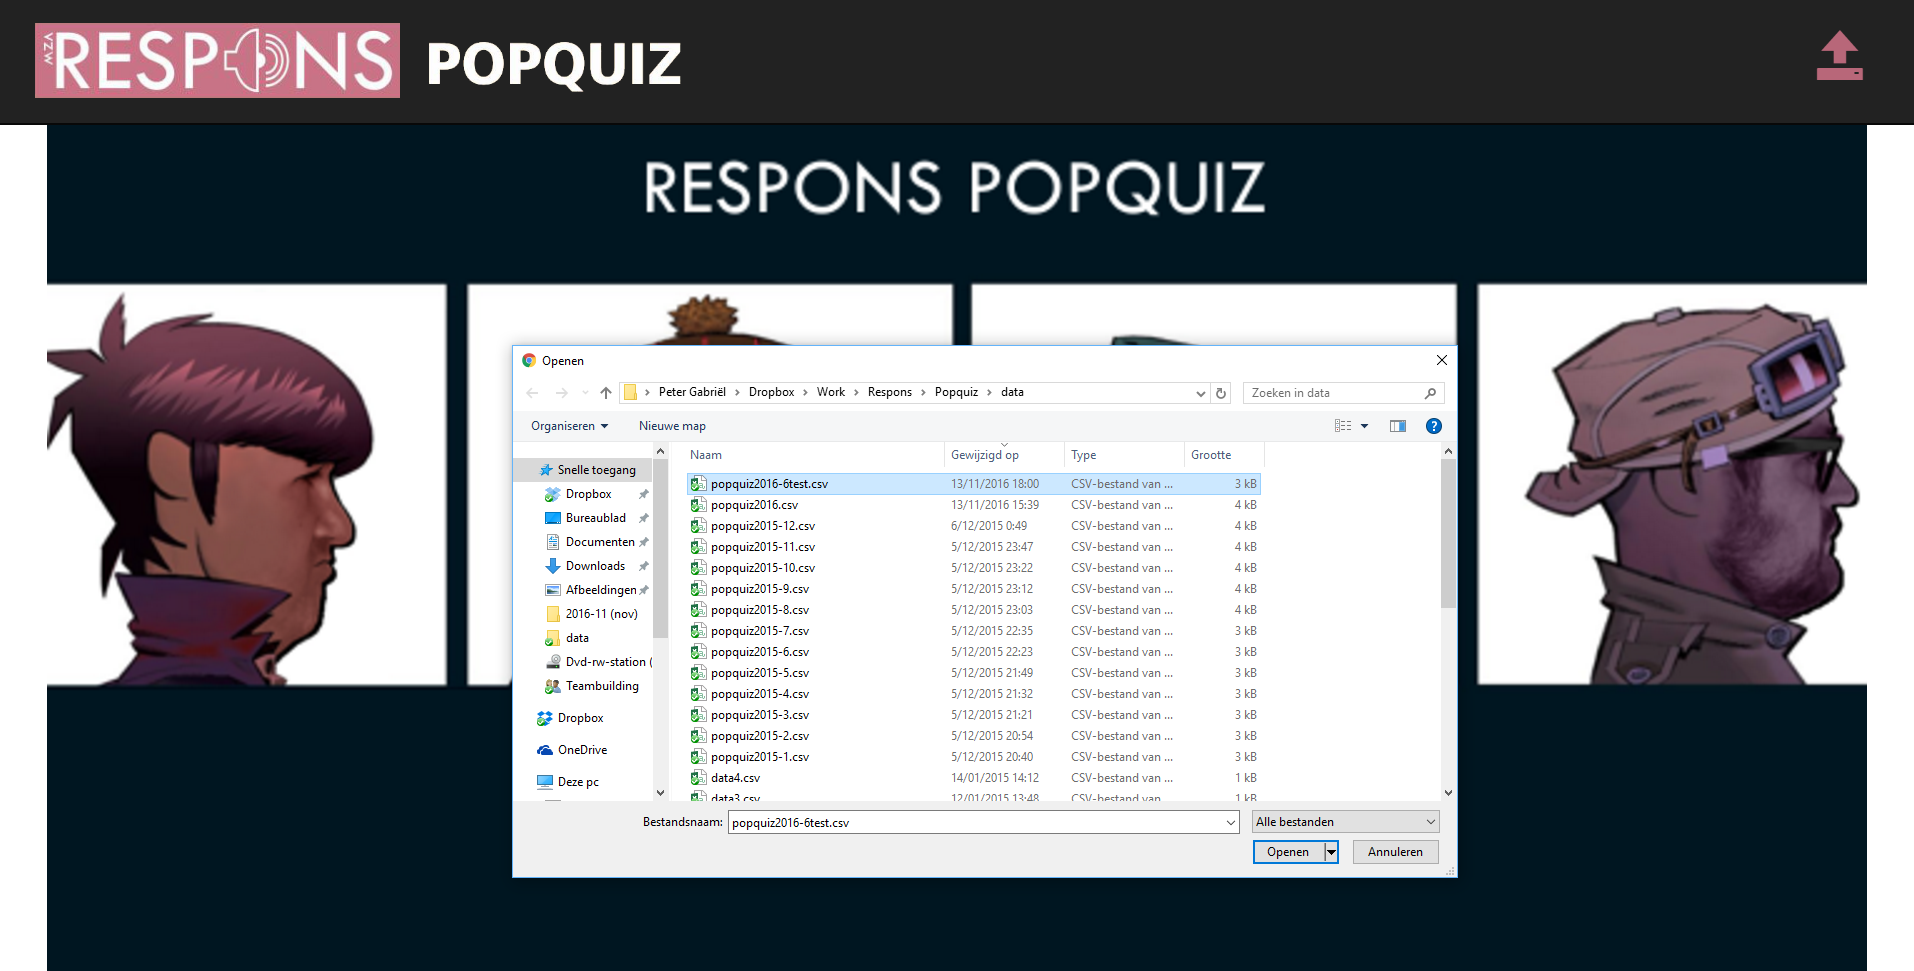 VZW RESPONS POPQUIZ
RESPONS POPQUIZ
Openen
Peter Gabriël > Dropbox > Work > Respons > Popquiz > data
Zoeken in data
Organiseren
Nieuwe map
Snelle toegang
Dropbox
Bureaublad
Documenten
Downloads
Afbeeldingen
2016-11 (nov)
data
Dvd-rw-station (
Teambuilding
Dropbox
OneDrive
Deze pc
Naam Gewijzigd op Type Grootte
popquiz2016-6test.csv 13/11/2016 18:00 CSV-bestand van ... 3 kB
popquiz2016.csv 13/11/2016 15:39 CSV-bestand van ... 4 kB
popquiz2015-12.csv 6/12/2015 0:49 CSV-bestand van ... 4 kB
popquiz2015-11.csv 5/12/2015 23:47 CSV-bestand van ... 4 kB
popquiz2015-10.csv 5/12/2015 23:22 CSV-bestand van ... 4 kB
popquiz2015-9.csv 5/12/2015 23:12 CSV-bestand van ... 4 kB
popquiz2015-8.csv 5/12/2015 23:03 CSV-bestand van ... 4 kB
popquiz2015-7.csv 5/12/2015 22:35 CSV-bestand van ... 3 kB
popquiz2015-6.csv 5/12/2015 22:23 CSV-bestand van ... 3 kB
popquiz2015-5.csv 5/12/2015 21:49 CSV-bestand van ... 3 kB
popquiz2015-4.csv 5/12/2015 21:32 CSV-bestand van ... 3 kB
popquiz2015-3.csv 5/12/2015 21:21 CSV-bestand van ... 3 kB
popquiz2015-2.csv 5/12/2015 20:54 CSV-bestand van ... 3 kB
popquiz2015-1.csv 5/12/2015 20:40 CSV-bestand van ... 3 kB
data4.csv 14/01/2015 14:12 CSV-bestand van ... 1 kB
data3.csv 12/01/2015 13:48 CSV-bestand van ... 1 kB
Bestandsnaam: popquiz2016-6test.csv Alle bestanden
Openen Annuleren